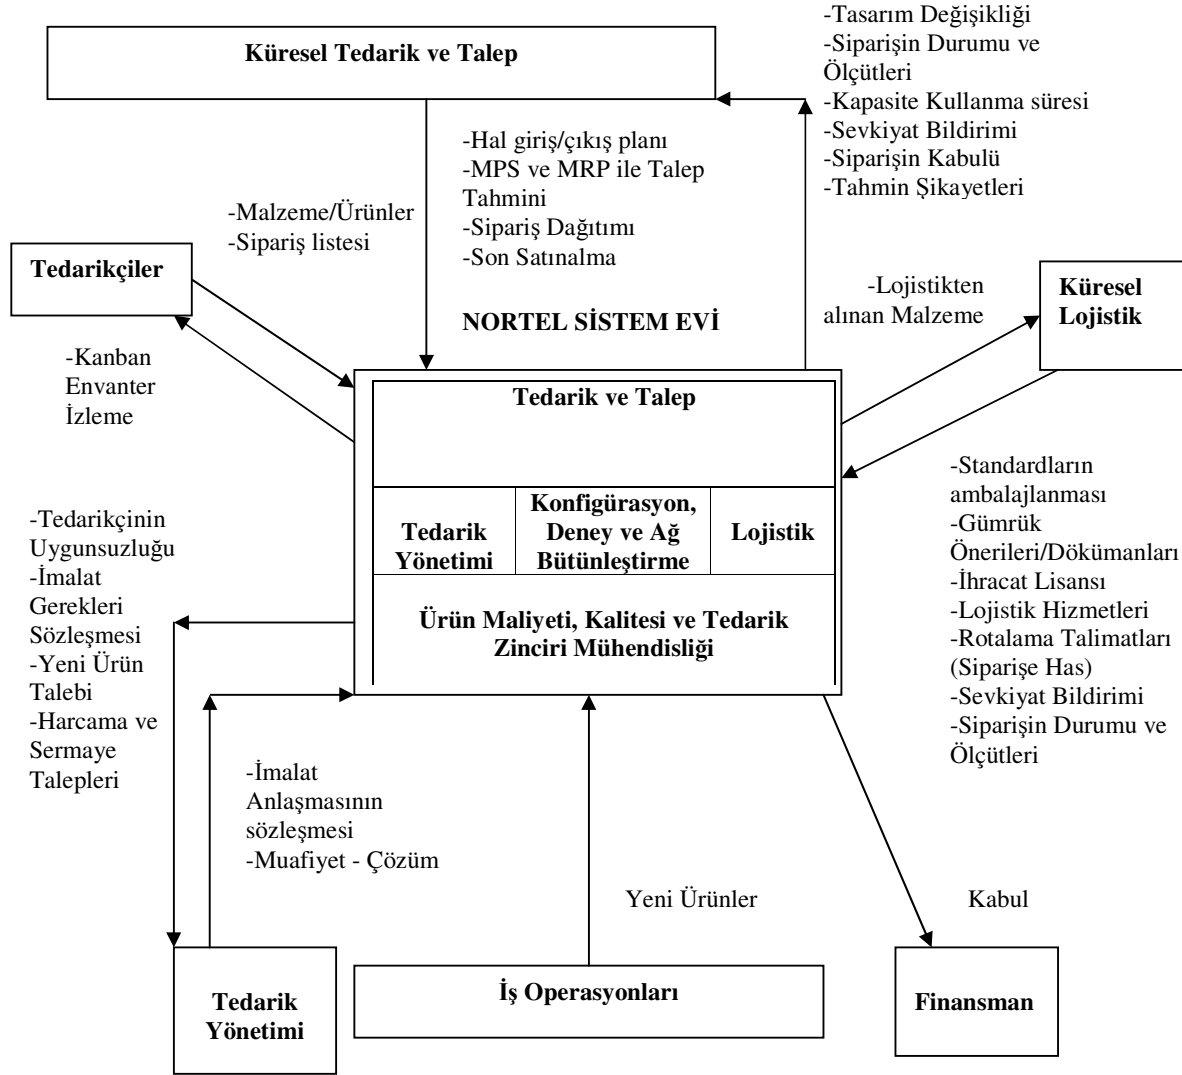 -Tasarım Değişikliği
-Siparişin Durumu ve
Ölçütleri
-Kapasite Kullanma süresi
-Sevkiyat Bildirimi
-Siparişin Kabulü
-Tahmin Şikayetleri
Küresel Tedarik ve Talep
-Hal giriş/çıkış planı
-MPS ve MRP ile Talep
Tahmini
-Sipariş Dağıtımı
-Son Satınalma
-Malzeme/Ürünler
-Sipariş listesi
Tedarikçiler
-Lojistikten
alınan Malzeme
Küresel
Lojistik
NORTEL SİSTEM EVİ
-Kanban
Envanter
İzleme
Tedarik ve Talep
Tedarik
Yönetimi
Konfigürasyon,
Deney ve Ağ
Bütünleştirme
Lojistik
Ürün Maliyeti, Kalitesi ve Tedarik
Zinciri Mühendisliği
-Standardların
ambalajlanması
-Gümrük
Önerileri/Dökümanları
-İhracat Lisansı
-Lojistik Hizmetleri
-Rotalama Talimatları
(Siparişe Has)
-Sevkiyat Bildirimi
-Siparişin Durumu ve
Ölçütleri
-Tedarikçinin
Uygunsuzluğu
-İmalat
Gerekleri
Sözleşmesi
-Yeni Ürün
Talebi
-Harcama ve
Sermaye
Talepleri
-İmalat
Anlaşmasının
sözleşmesi
-Muafiyet - Çözüm
Yeni Ürünler
Kabul
Tedarik
Yönetimi
İş Operasyonları
Finansman